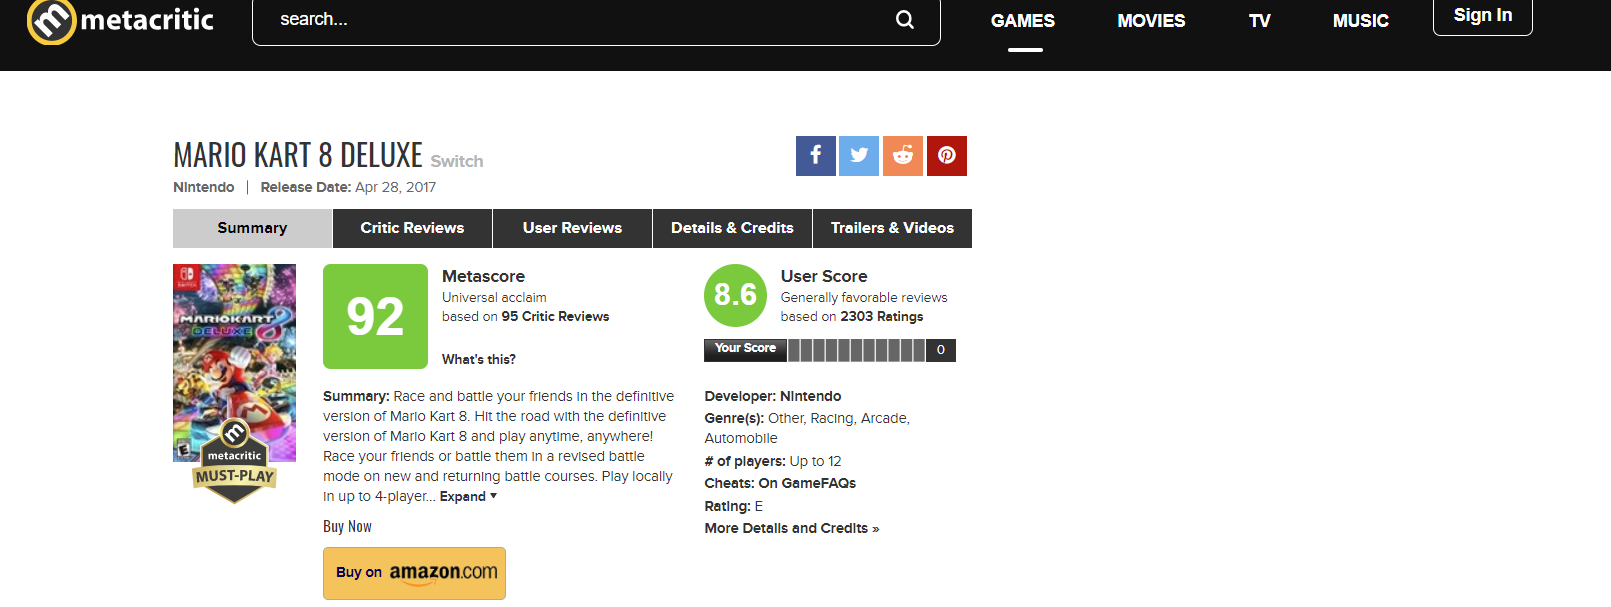 metacritic
search...
GAMES
MOVIES
TV
MUSIC
Sign In
MARIO KART 8 DELUXE Switch
Nintendo | Release Date: Apr 28, 2017
Summary
Critic Reviews
User Reviews
Details & Credits
Trailers & Videos
MARIOKART 8
DELUXE
E
metacritic
MUST-PLAY
92
Metascore
Universal acclaim
based on 95 Critic Reviews
What's this?
8.6
User Score
Generally favorable reviews
based on 2303 Ratings
Your Score
0
Summary: Race and battle your friends in the definitive
version of Mario Kart 8. Hit the road with the definitive
version of Mario Kart 8 and play anytime, anywhere!
Race your friends or battle them in a revised battle
mode on new and returning battle courses. Play locally
in up to 4-player... Expand ▼
Buy Now
Buy on amazon.com
Developer: Nintendo
Genre(s): Other, Racing, Arcade,
Automobile
# of players: Up to 12
Cheats: On GameFAQs
Rating: E
More Details and Credits »